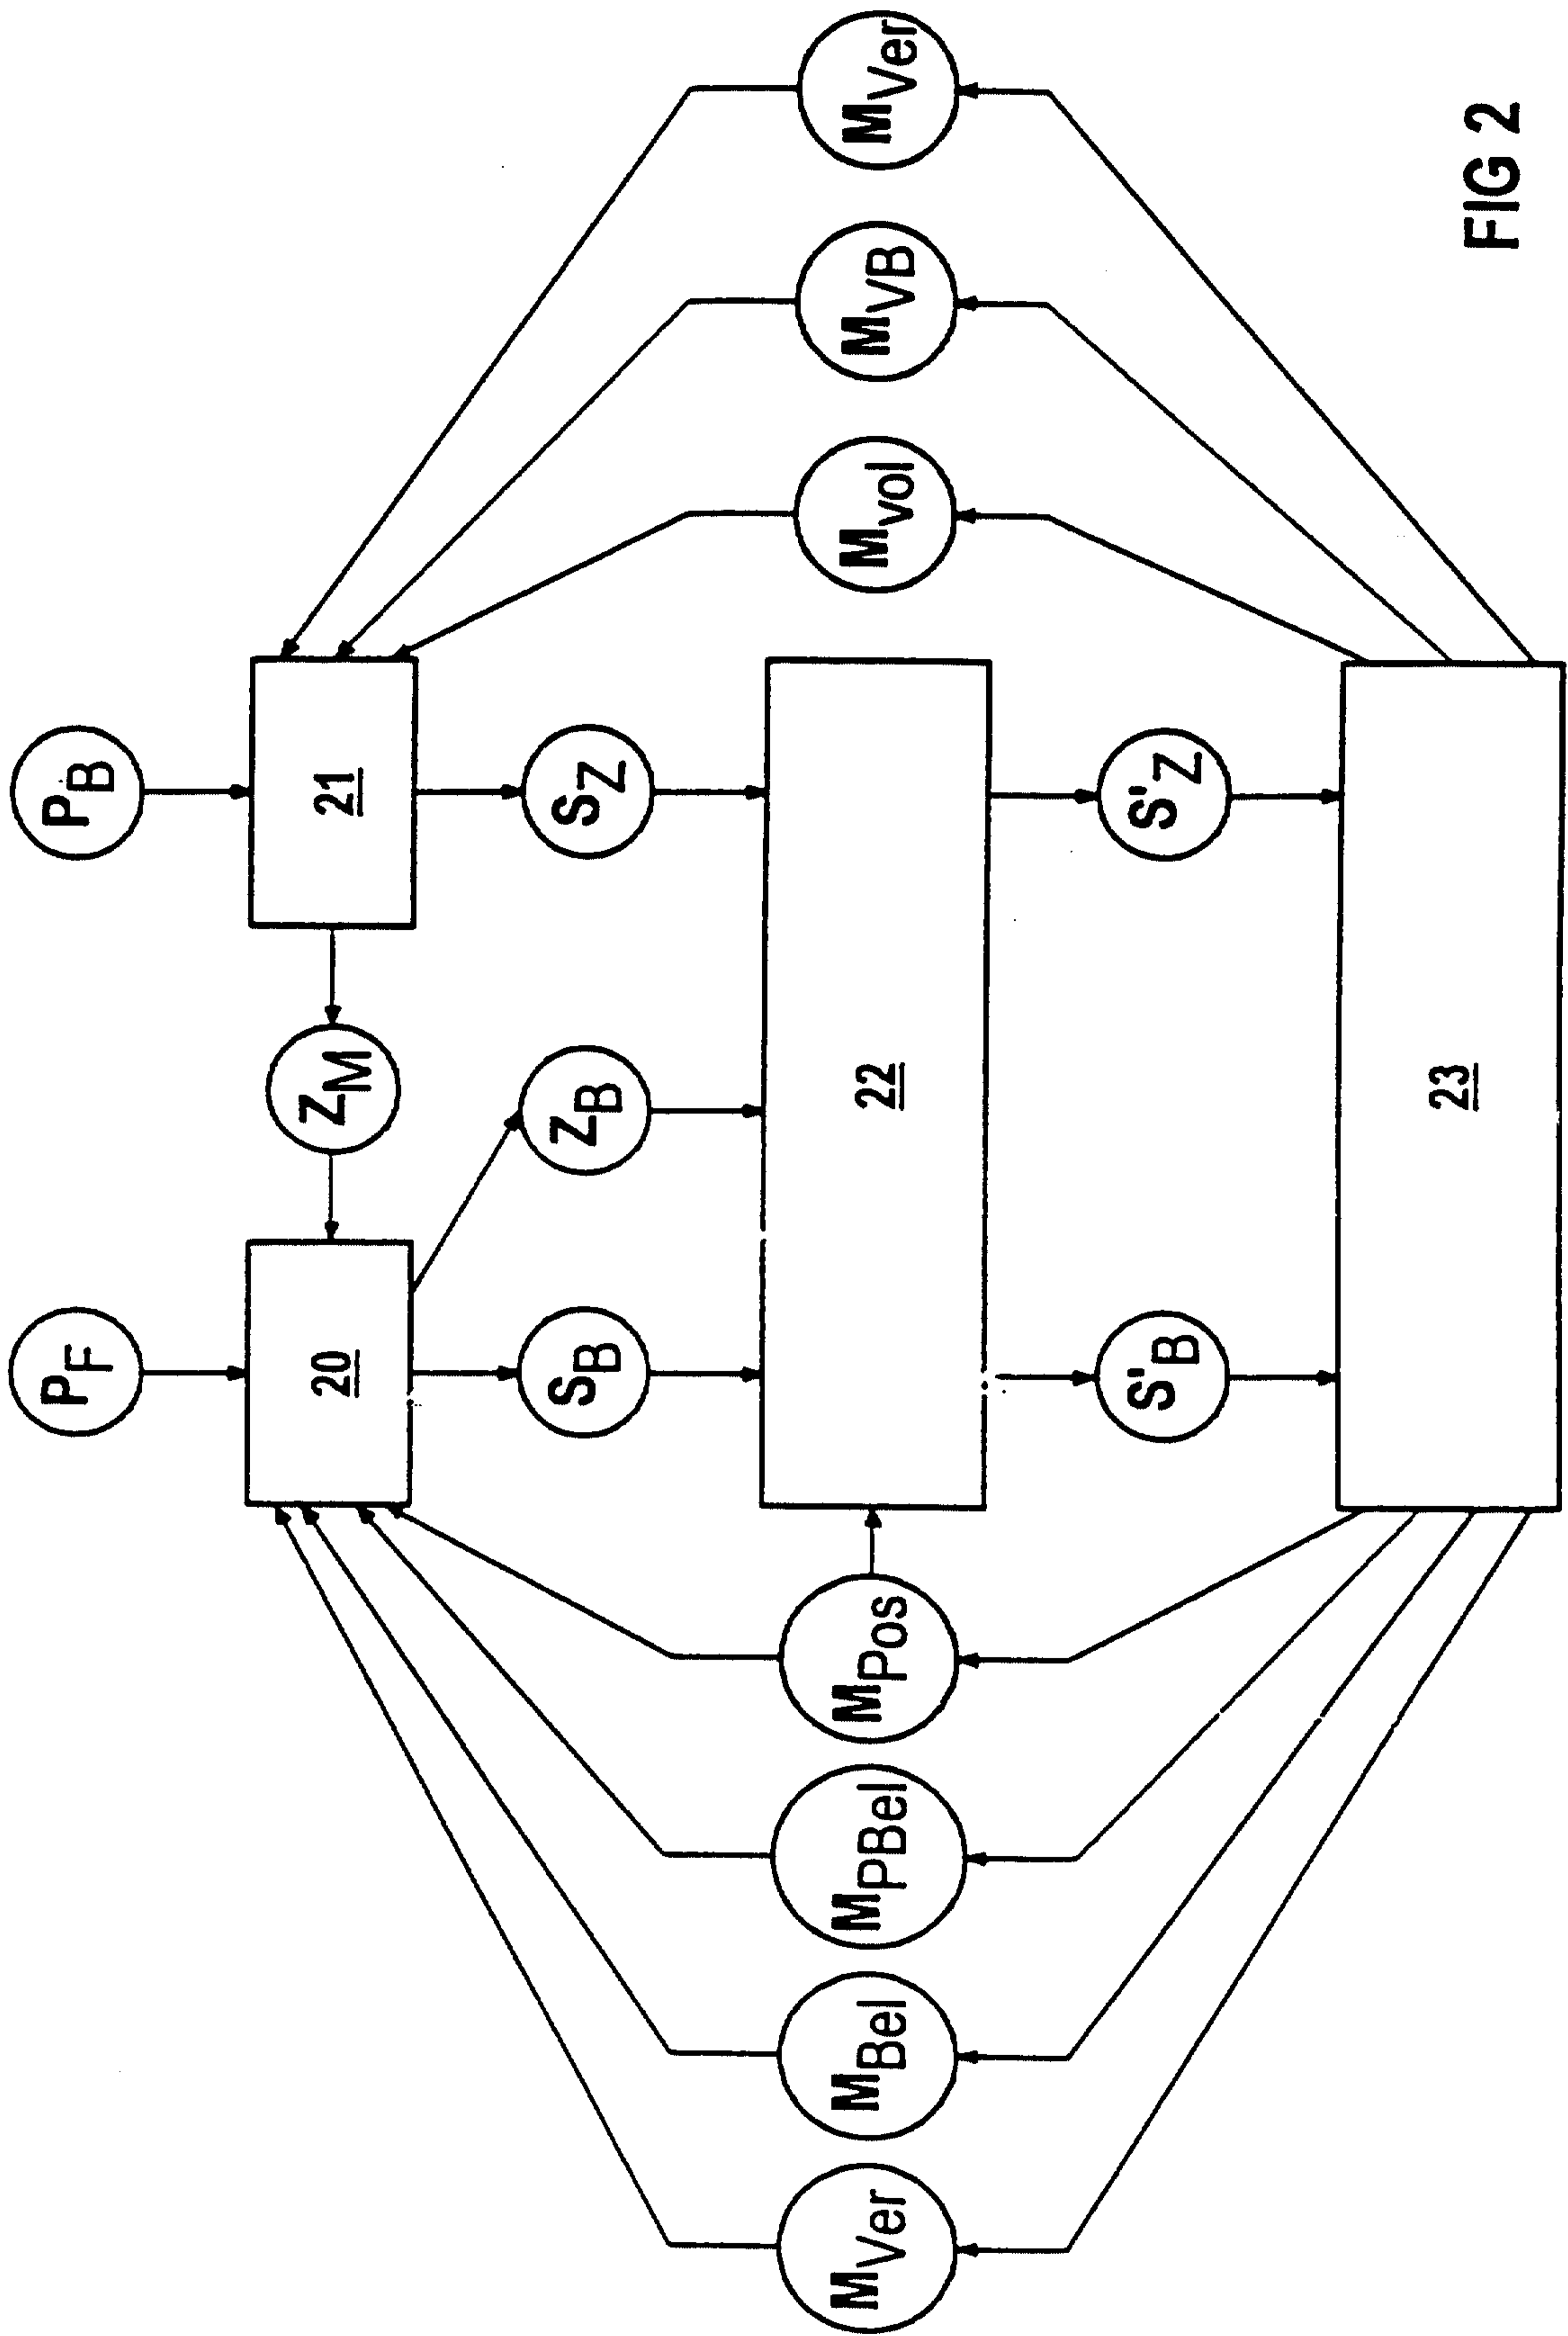 P_F
P_B
20
Z_M
21
S_B
Z_B
S_Z
M_Ver
M_Bel
M_PBel
M_Pos
22
M_vol
M_VB
M_Ver
S'_B
S'_Z
23
FIG 2